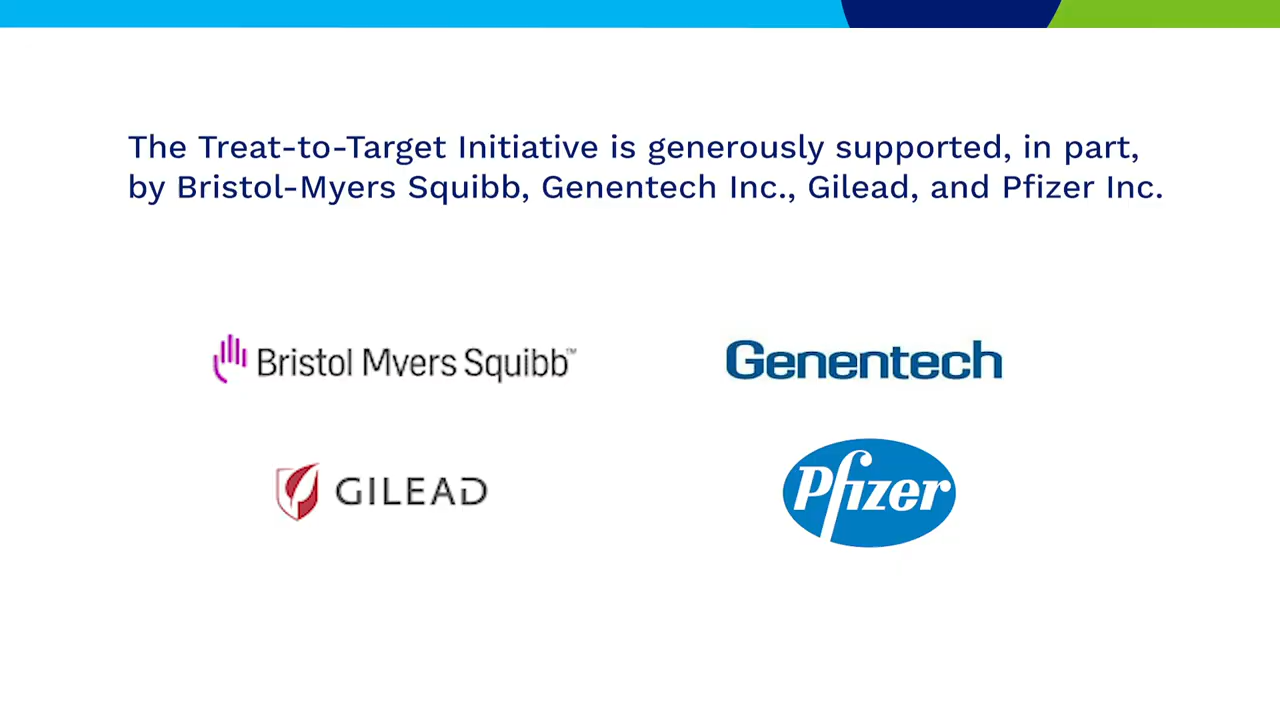 The Treat-to-Target Initiative is generously supported, in part,
by Bristol-Myers Squibb, Genentech Inc., Gilead, and Pfizer Inc.
Bristol Myers Squibb™
Genentech
GILEAD
Pfizer